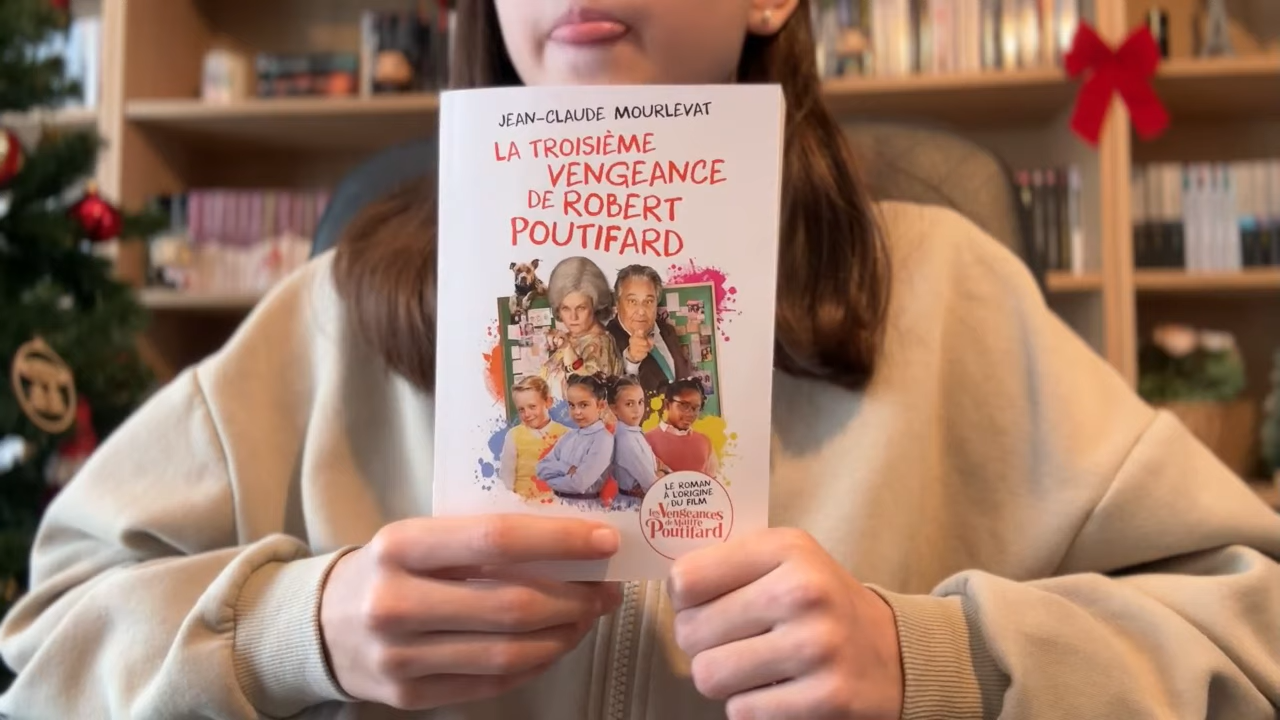 JEAN-CLAUDE MOURLEVAT
LA TROISIÈME
VENGEANCE
DE ROBERT
POUTIFARD
LE ROMAN
À L'ORIGINE
DU FILM
les Vengeances
de Maître
Poutifard